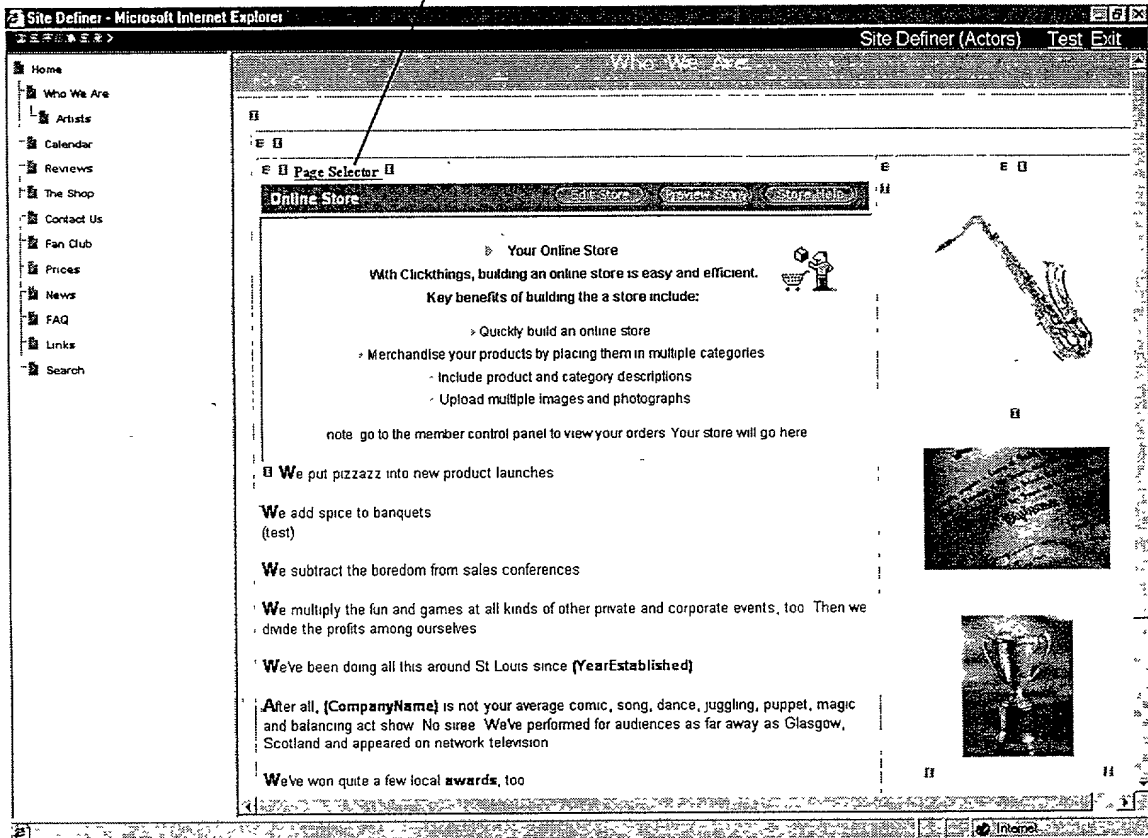 Site Definer - Microsoft Internet Explorer
Site Definer (Actors) Test Exit
Home
Who We Are
Artists
Calendar
Reviews
The Shop
Contact Us
Fan Club
Prices
News
FAQ
Links
Search
Who We Are
Page Selector
Online Store
Edit Store Preview Store Store Help
Your Online Store
With Clickthings, building an online store is easy and efficient.
Key benefits of building the a store include:
Quickly build an online store
Merchandise your products by placing them in multiple categories
Include product and category descriptions
Upload multiple images and photographs
note go to the member control panel to view your orders Your store will go here
We put pizzazz into new product launches
We add spice to banquets
(test)
We subtract the boredom from sales conferences
We multiply the fun and games at all kinds of other private and corporate events, too Then we
divide the profits among ourselves
We've been doing all this around St Louis since {YearEstablished}
After all, {CompanyName} is not your average comic, song, dance, juggling, puppet, magic
and balancing act show No siree We've performed for audiences as far away as Glasgow,
Scotland and appeared on network television
We've won quite a few local awards, too
Internet